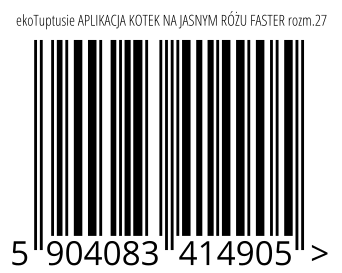 ekoTuptusie APLIKACJA KOTEK NA JASNYM RÓŻU FASTER rozm.27
5 904083 414905 >